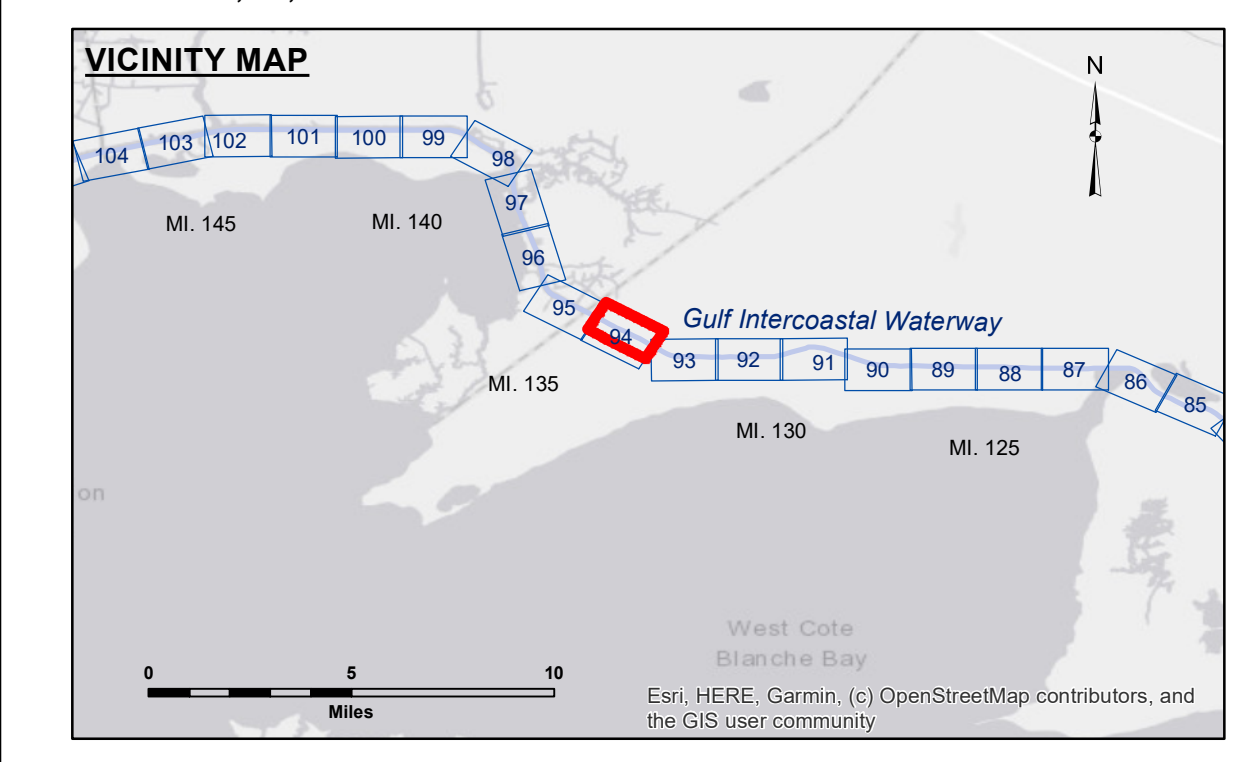 VICINITY MAP
N
104 103 102 101 100 99 98
97
MI. 145 MI. 140
96
95
94
Gulf Intercoastal Waterway
93 92 91 90 89 88 87 86 85
MI. 135
MI. 130
MI. 125
on
West Cote
Blanche Bay
0 5 10
Miles
Esri, HERE, Garmin, (c) OpenStreetMap contributors, and
the GIS user community